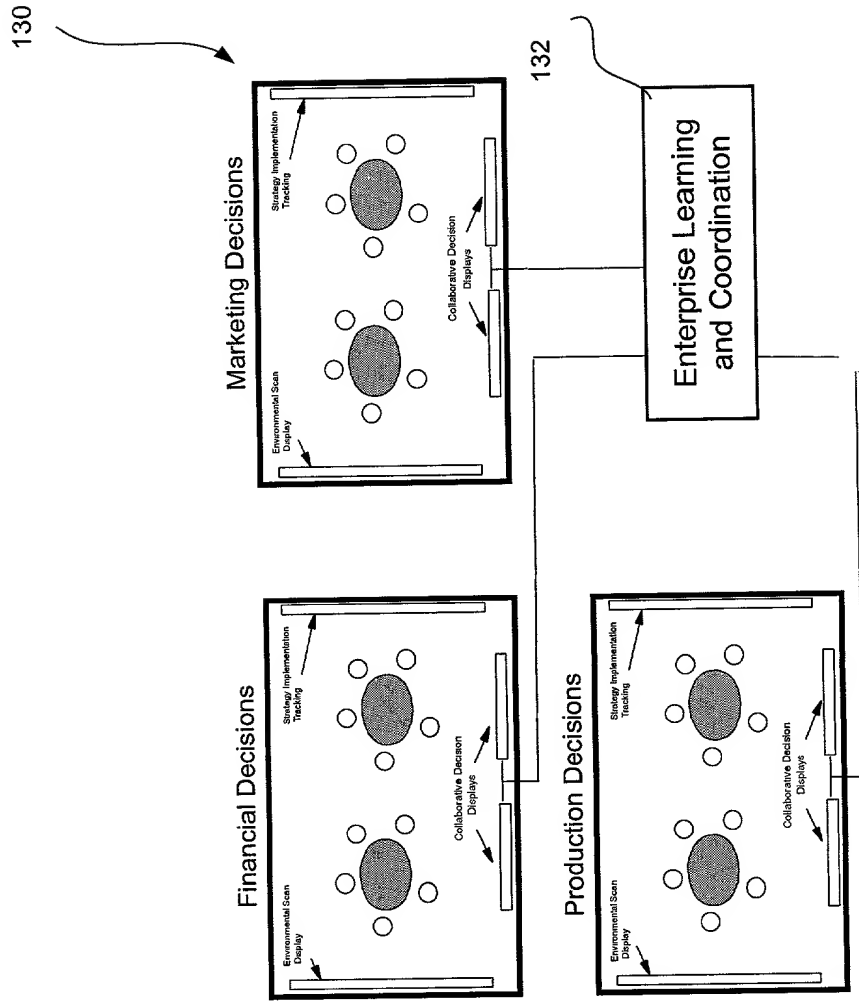 130
Marketing Decisions
Environmental Scan
Display
Strategy Implementation
Tracking
Collaborative Decision
Displays
132
Enterprise Learning
and Coordination
Financial Decisions
Environmental Scan
Display
Strategy Implementation
Tracking
Collaborative Decision
Displays
Production Decisions
Environmental Scan
Display
Strategy Implementation
Tracking
Collaborative Decision
Displays